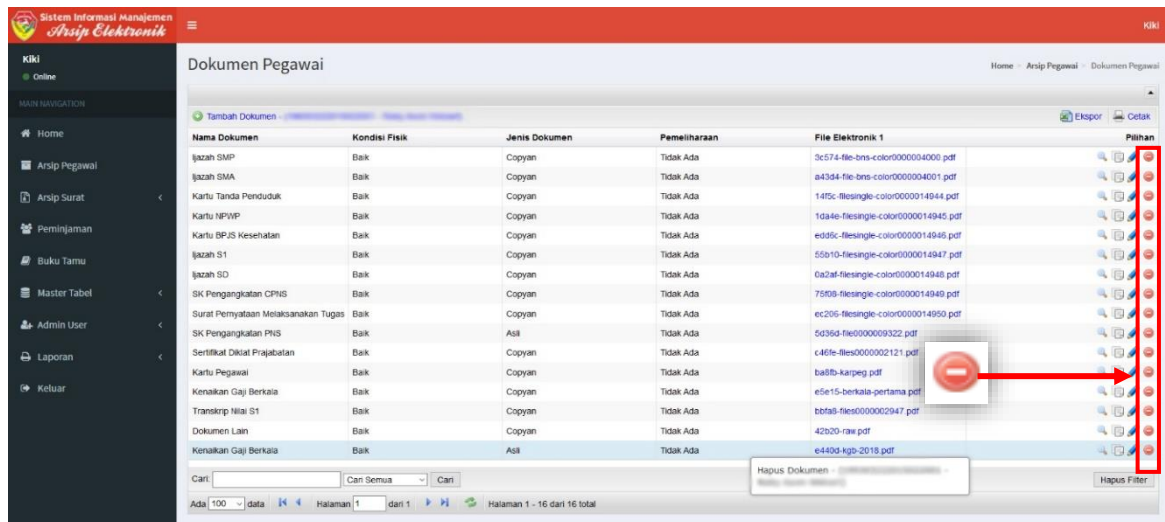 Sistem Informasi Manajemen
Arsip Elektronik
Kiki
Kiki
Online
MAIN NAVIGATION
Home
Arsip Pegawai
Arsip Surat
Peminjaman
Buku Tamu
Master Tabel
Admin User
Laporan
Keluar
Dokumen Pegawai
Home > Arsip Pegawai > Dokumen Pegawai
Tambah Dokumen -
Ekspor Cetak
Nama Dokumen Kondisi Fisik Jenis Dokumen Pemeliharaan File Elektronik 1 Pilihan
Ijazah SMP Baik Copyan Tidak Ada 3c574-file-bns-color0000004000.pdf
Ijazah SMA Baik Copyan Tidak Ada a43d4-file-bns-color0000004001.pdf
Kartu Tanda Penduduk Baik Copyan Tidak Ada 14f5c-filesingle-color0000014944.pdf
Kartu NPWP Baik Copyan Tidak Ada 1da4e-filesingle-color0000014945.pdf
Kartu BPJS Kesehatan Baik Copyan Tidak Ada edd6c-filesingle-color0000014946.pdf
Ijazah S1 Baik Copyan Tidak Ada 55b10-filesingle-color0000014947.pdf
Ijazah SD Baik Copyan Tidak Ada 0a2af-filesingle-color0000014948.pdf
SK Pengangkatan CPNS Baik Copyan Tidak Ada 75f08-filesingle-color0000014949.pdf
Surat Pernyataan Melaksanakan Tugas Baik Copyan Tidak Ada ec206-filesingle-color0000014950.pdf
SK Pengangkatan PNS Baik Asli Tidak Ada 5d36d-file0000009322.pdf
Sertifikat Diklat Prajabatan Baik Copyan Tidak Ada c46fe-files0000002121.pdf
Kartu Pegawai Baik Copyan Tidak Ada ba8fb-karpeg.pdf
Kenaikan Gaji Berkala Baik Copyan Tidak Ada e5e15-berkala-pertama.pdf
Transkrip Nilai S1 Baik Copyan Tidak Ada bbfa8-files0000002947.pdf
Dokumen Lain Baik Copyan Tidak Ada 42b20-raw.pdf
Kenaikan Gaji Berkala Baik Asli Tidak Ada e440d-kgb-2018.pdf
Hapus Dokumen -
Cari: Cari Semua Cari Hapus Filter
Ada 100 data Halaman 1 dari 1 Halaman 1 - 16 dari 16 total